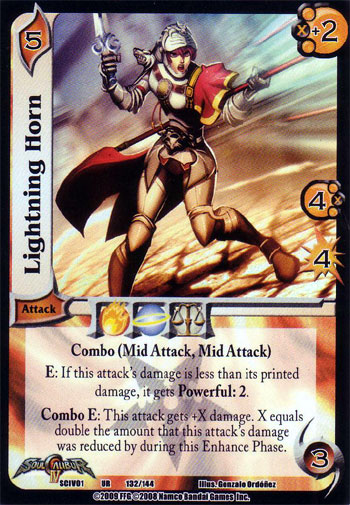 5
+2
Lightning Horn
4
4
Attack
Combo (Mid Attack, Mid Attack)
E: If this attack's damage is less than its printed
damage, it gets Powerful: 2.
Combo E: This attack gets +X damage. X equals
double the amount that this attack's damage
was reduced by during this Enhance Phase.
3
SOULCALIBUR
IV
SCIV01 UR 132/144 Illus. Gonzalo Ordóñez
©2009 FFG ©2008 Namco Bandai Games Inc.